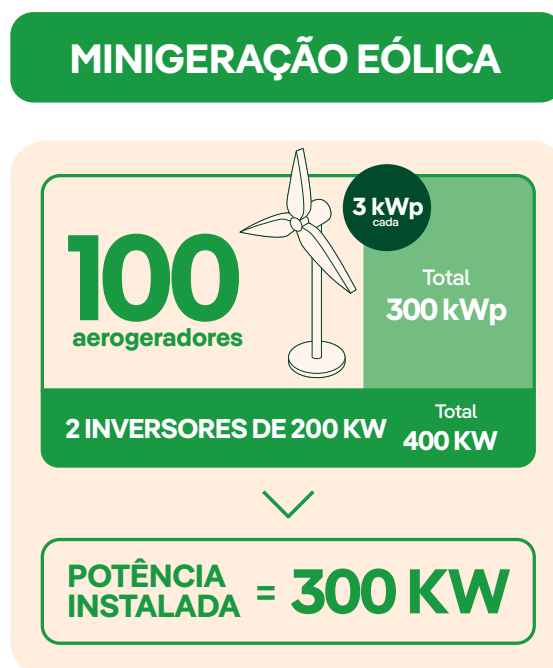 MINIGERAÇÃO EÓLICA
100
aerogeradores
3 kWp
cada
Total
300 kWp
2 INVERSORES DE 200 KW
Total
400 KW
POTÊNCIA
INSTALADA
= 300 KW